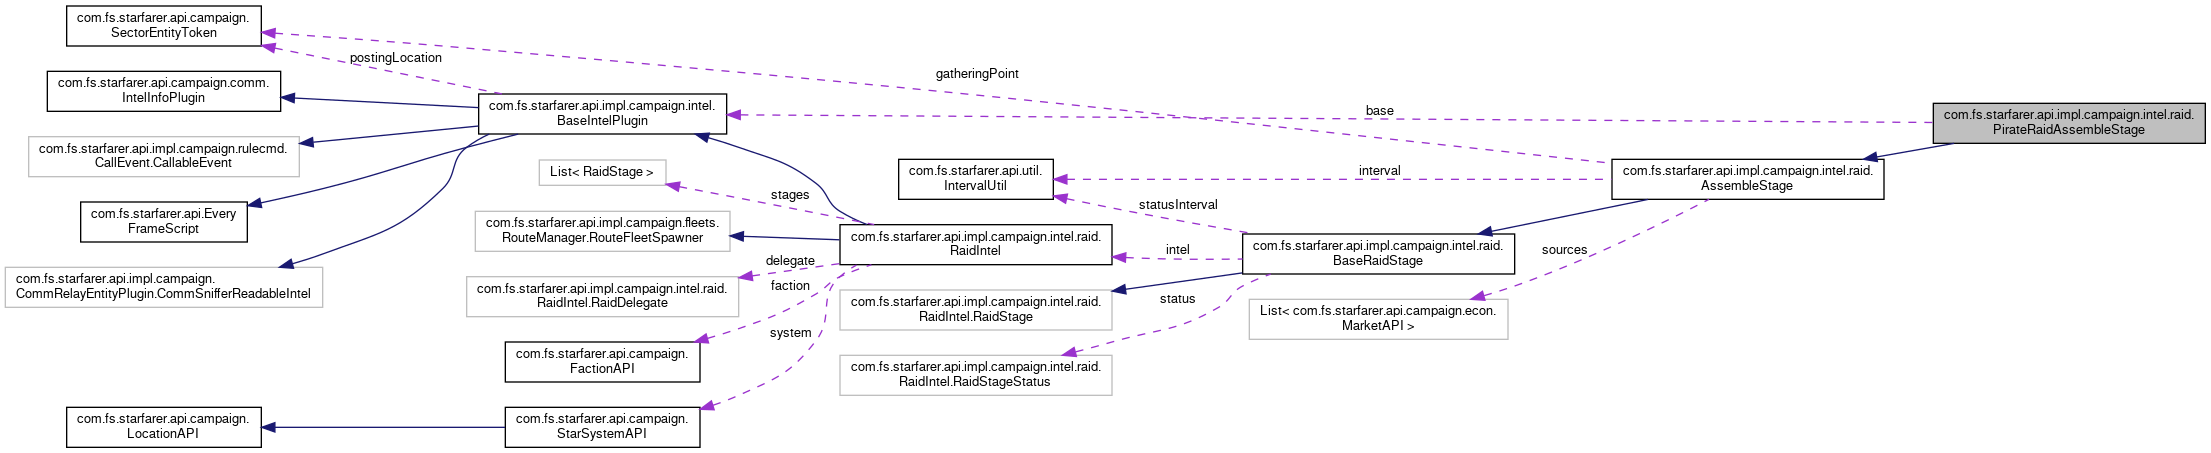 com.fs.starfarer.api.campaign.
SectorEntityToken
postingLocation
gatheringPoint
com.fs.starfarer.api.campaign.comm.
IntelInfoPlugin
com.fs.starfarer.api.impl.campaign.intel.
BaseIntelPlugin
base
com.fs.starfarer.api.impl.campaign.intel.raid.
PirateRaidAssembleStage
com.fs.starfarer.api.impl.campaign.rulecmd.
CallEvent.CallableEvent
List< RaidStage >
com.fs.starfarer.api.util.
IntervalUtil
interval
com.fs.starfarer.api.impl.campaign.intel.raid.
AssembleStage
stages
statusInterval
com.fs.starfarer.api.Every
FrameScript
com.fs.starfarer.api.impl.campaign.fleets.
RouteManager.RouteFleetSpawner
com.fs.starfarer.api.impl.campaign.intel.raid.
RaidIntel
intel
com.fs.starfarer.api.impl.campaign.intel.raid.
BaseRaidStage
sources
com.fs.starfarer.api.impl.campaign.
CommRelayEntityPlugin.CommSnifferReadableIntel
delegate
com.fs.starfarer.api.impl.campaign.intel.raid.
RaidIntel.RaidDelegate
faction
com.fs.starfarer.api.impl.campaign.intel.raid.
RaidIntel.RaidStage
status
List< com.fs.starfarer.api.campaign.econ.
MarketAPI >
system
com.fs.starfarer.api.campaign.
FactionAPI
com.fs.starfarer.api.impl.campaign.intel.raid.
RaidIntel.RaidStageStatus
com.fs.starfarer.api.campaign.
LocationAPI
com.fs.starfarer.api.campaign.
StarSystemAPI